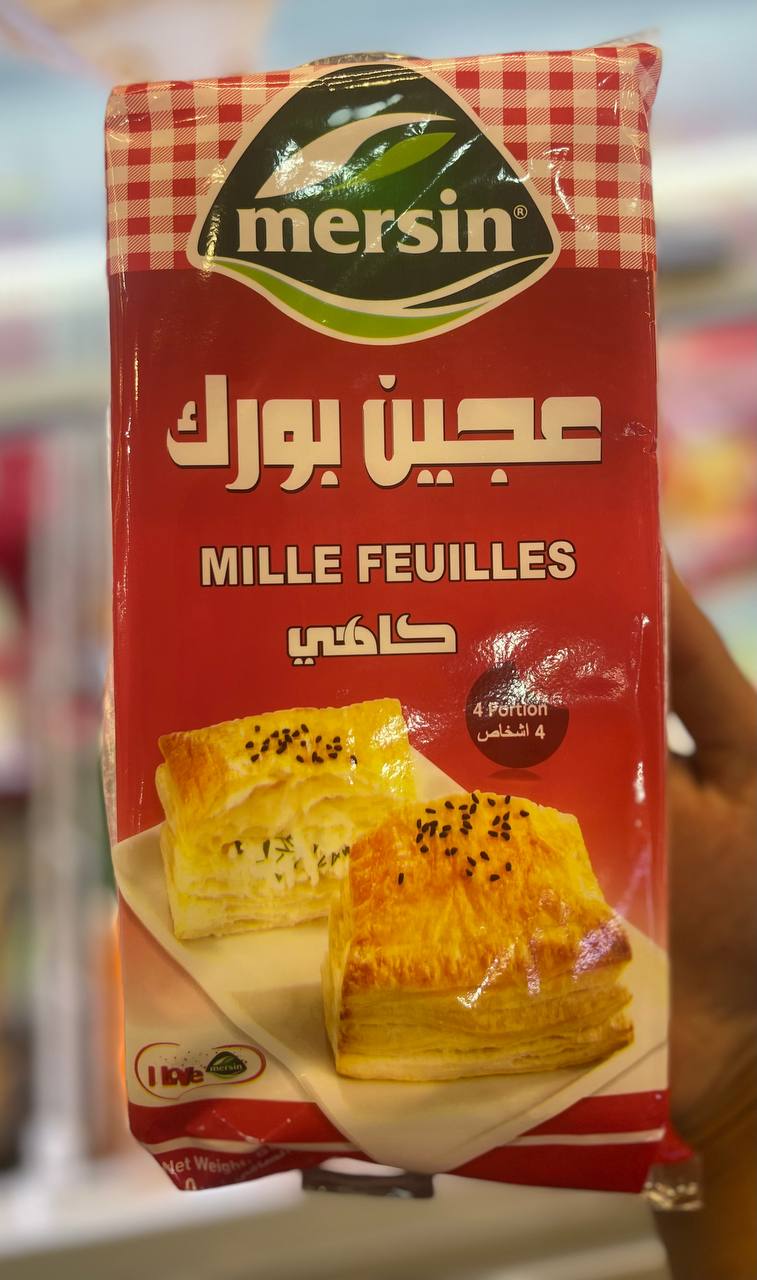 mersin®
عجين بورك
MILLE FEUILLES
كاهي
4 Portion
4 اشخاص
I love mersin
Net Weight